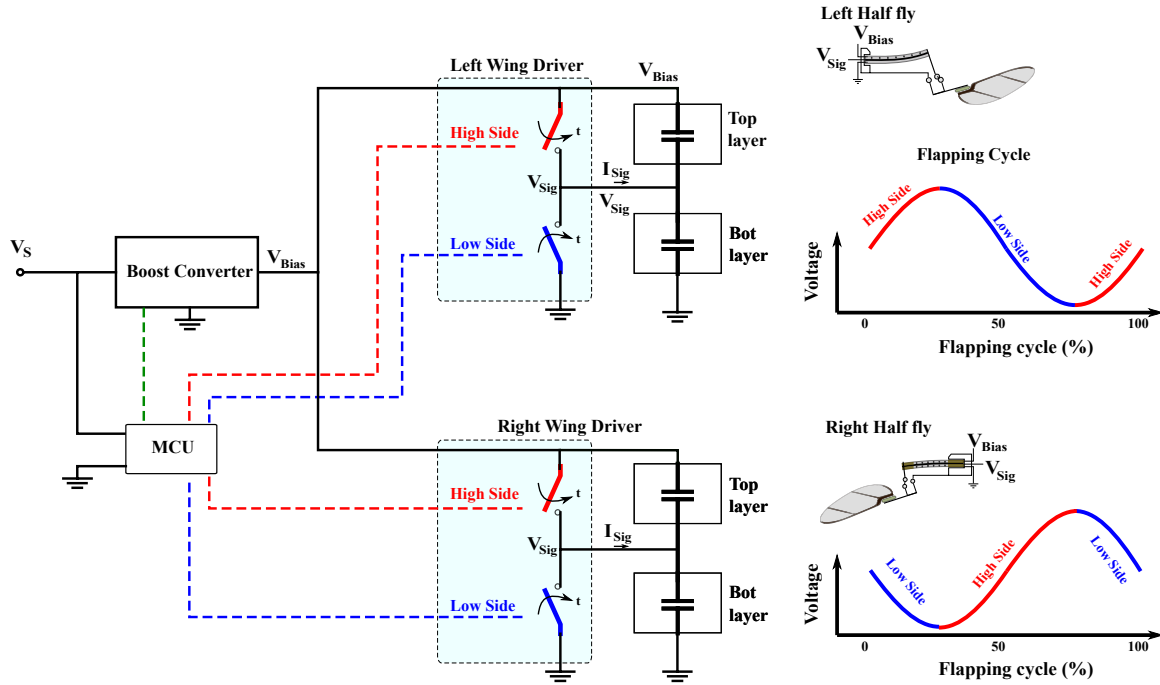 Left Half fly
V_Bias
V_Sig
Left Wing Driver
V_Bias
High Side
t
Top
layer
I_Sig
V_Sig
V_Sig
Low Side
t
Bot
layer
V_S
Boost Converter
V_Bias
MCU
Flapping Cycle
High Side
Low Side
High Side
Voltage
0
50
100
Flapping cycle (%)
Right Wing Driver
High Side
t
Top
layer
V_Sig
I_Sig
Low Side
t
Bot
layer
Right Half fly
V_Bias
V_Sig
Low Side
High Side
Low Side
Voltage
0
50
100
Flapping cycle (%)